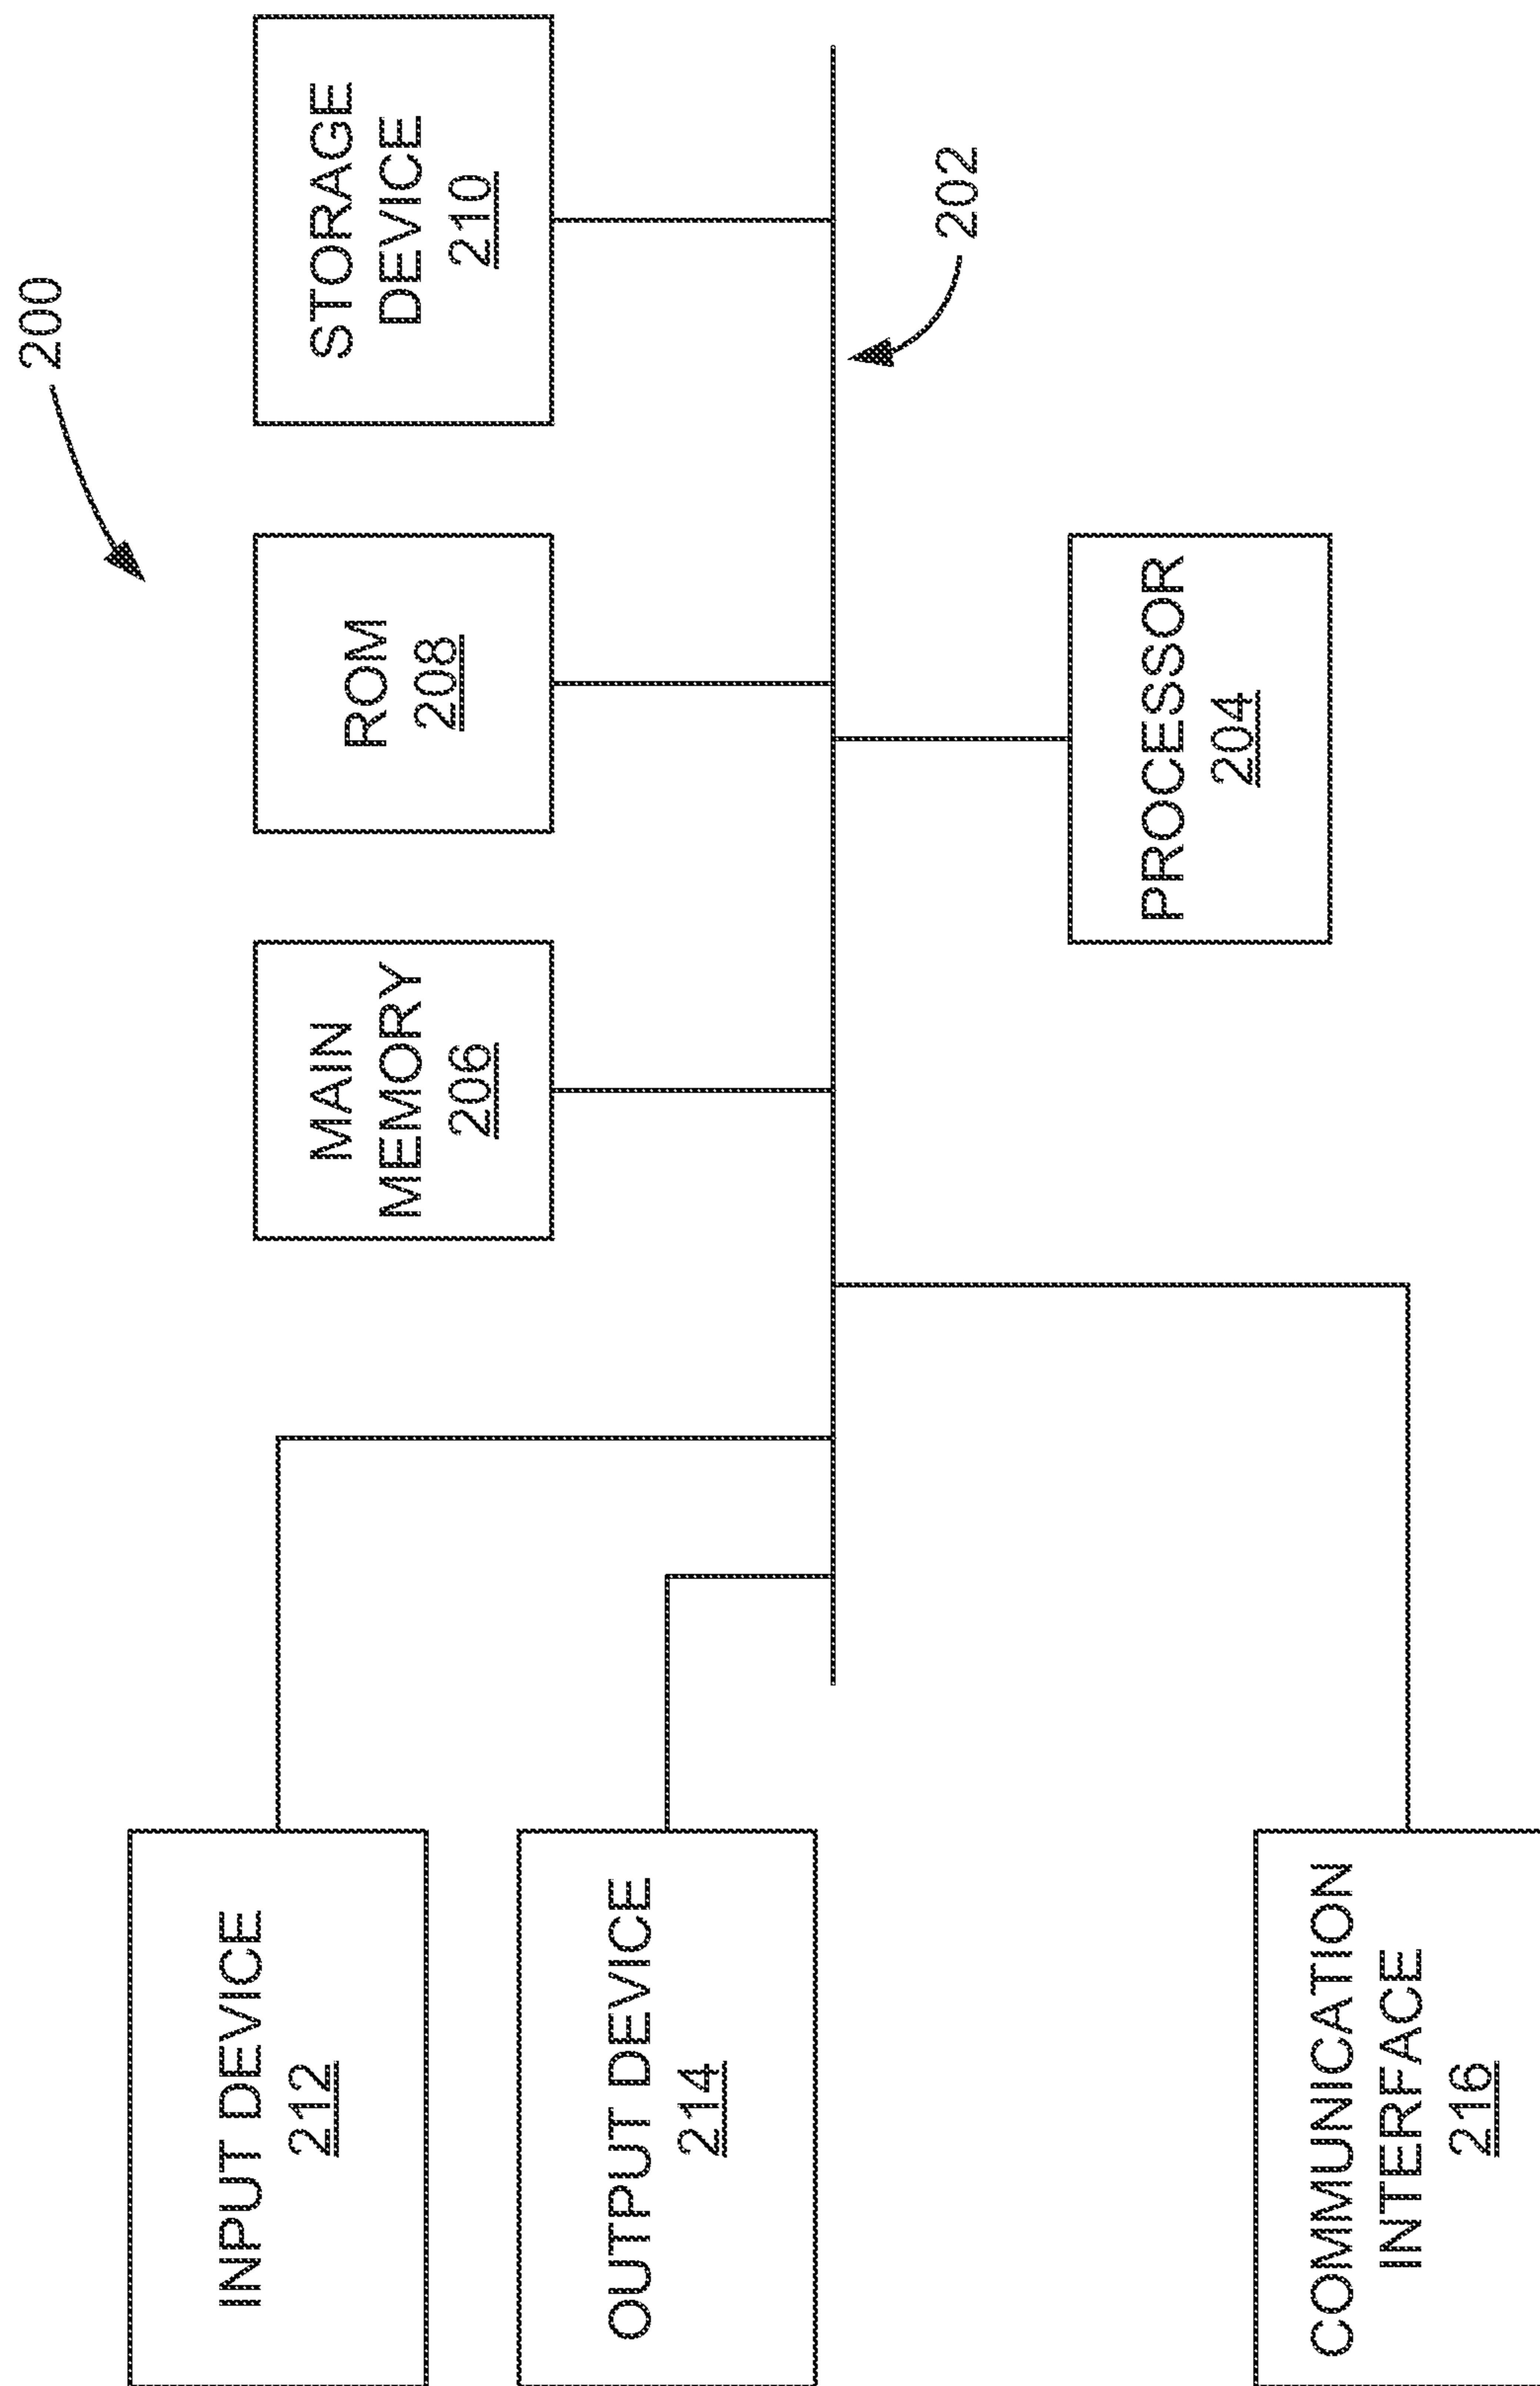 200
STORAGE
DEVICE
210
ROM
208
MAIN
MEMORY
206
202
PROCESSOR
204
INPUT DEVICE
212
OUTPUT DEVICE
214
COMMUNICATION
INTERFACE
216